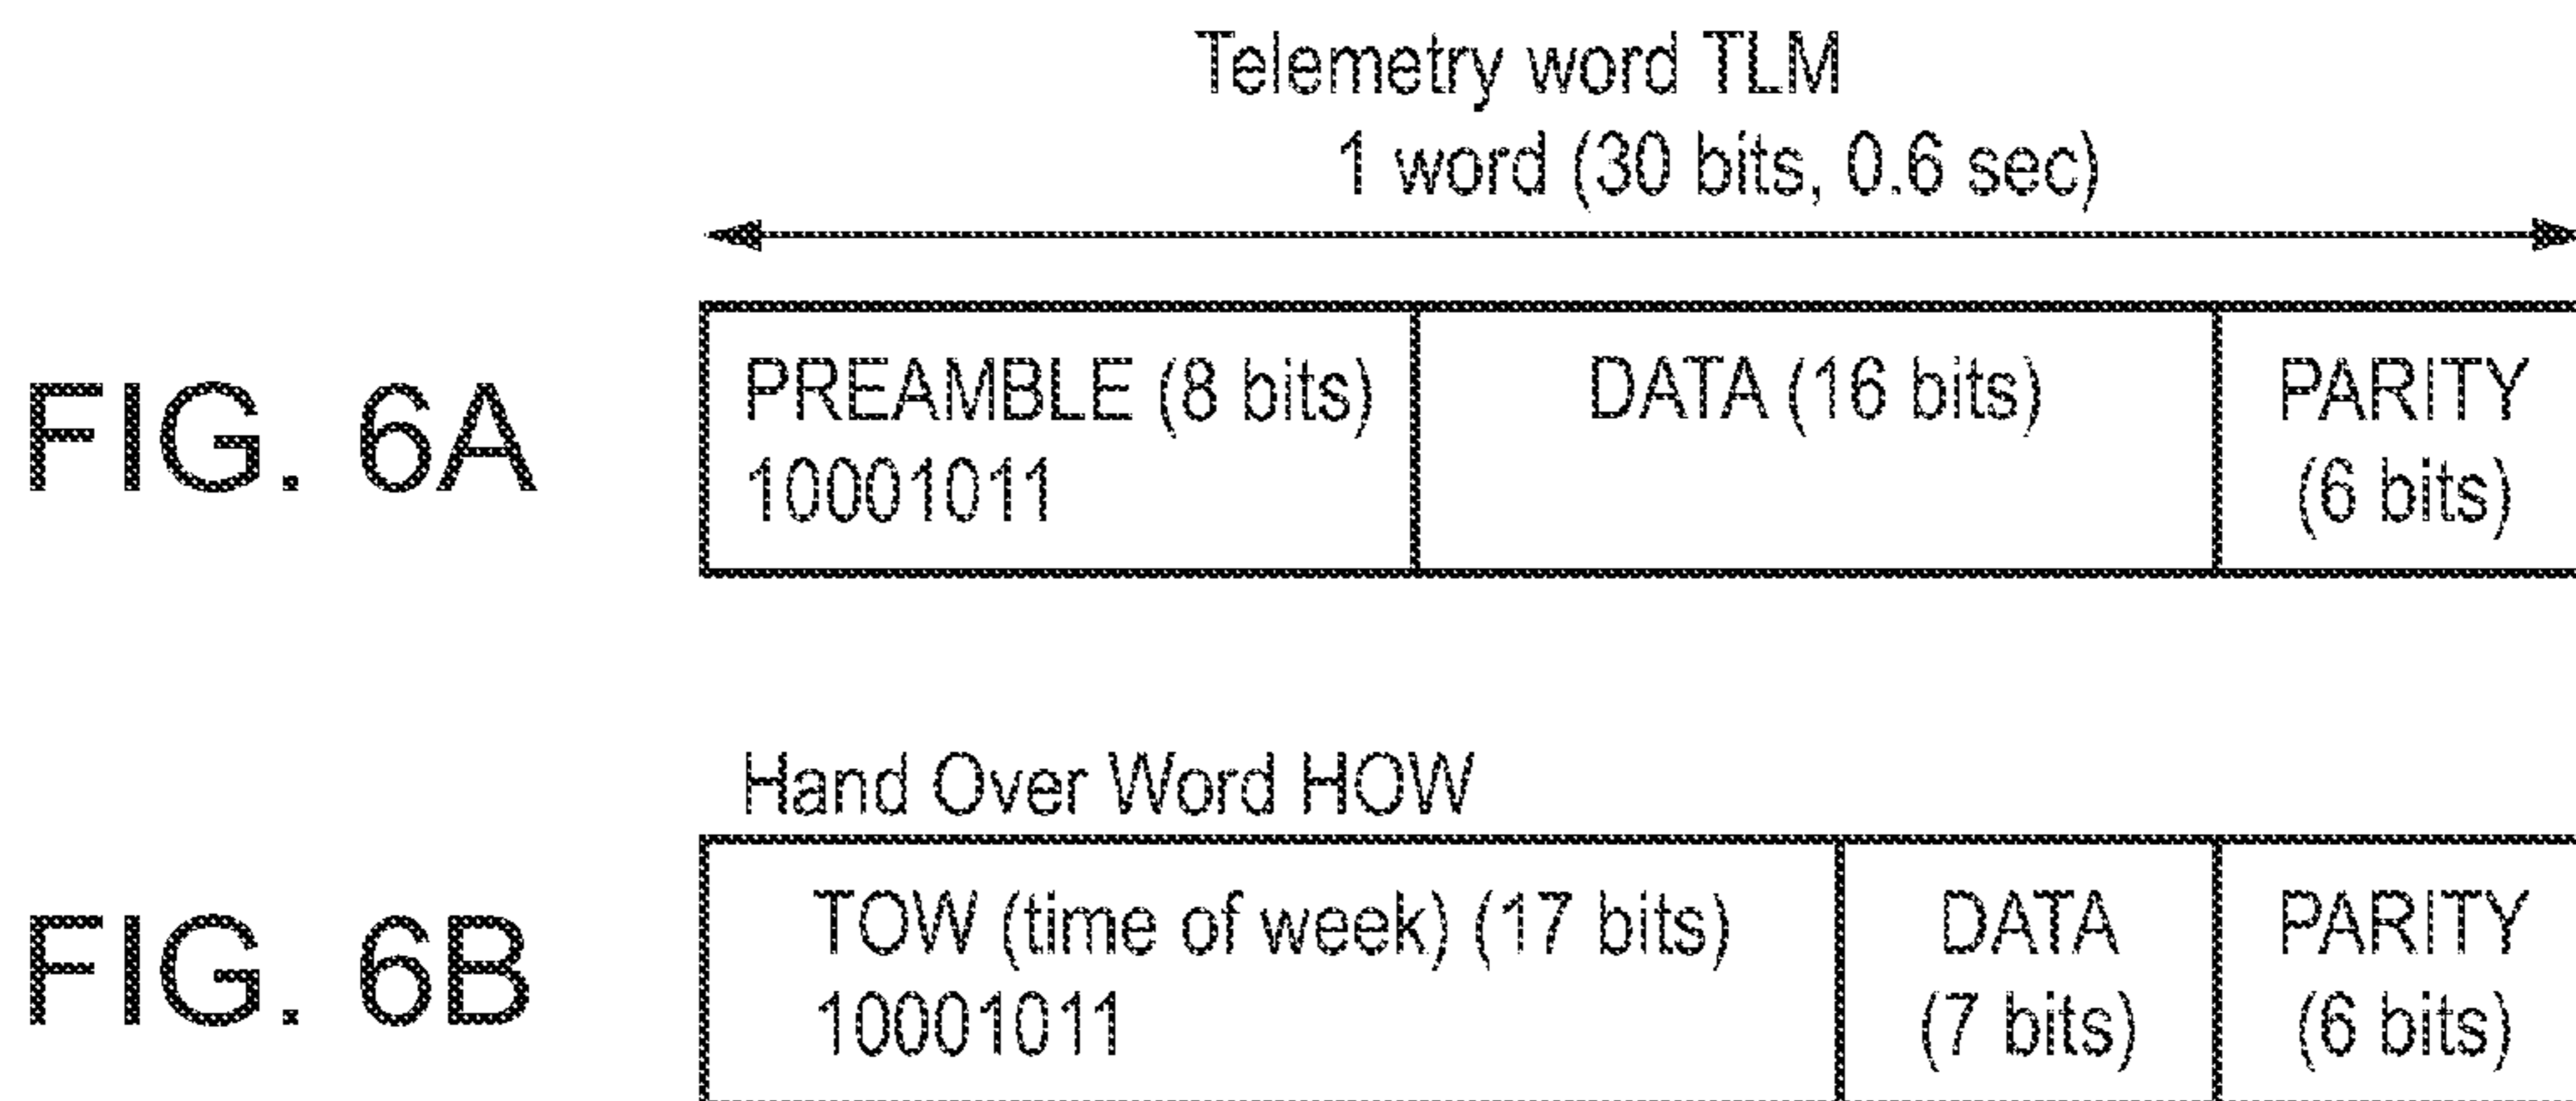 Telemetry word TLM
1 word (30 bits, 0.6 sec)
FIG. 6A
PREAMBLE (8 bits)
10001011
DATA (16 bits)
PARITY
(6 bits)
Hand Over Word HOW
FIG. 6B
TOW (time of week) (17 bits)
10001011
DATA
(7 bits)
PARITY
(6 bits)